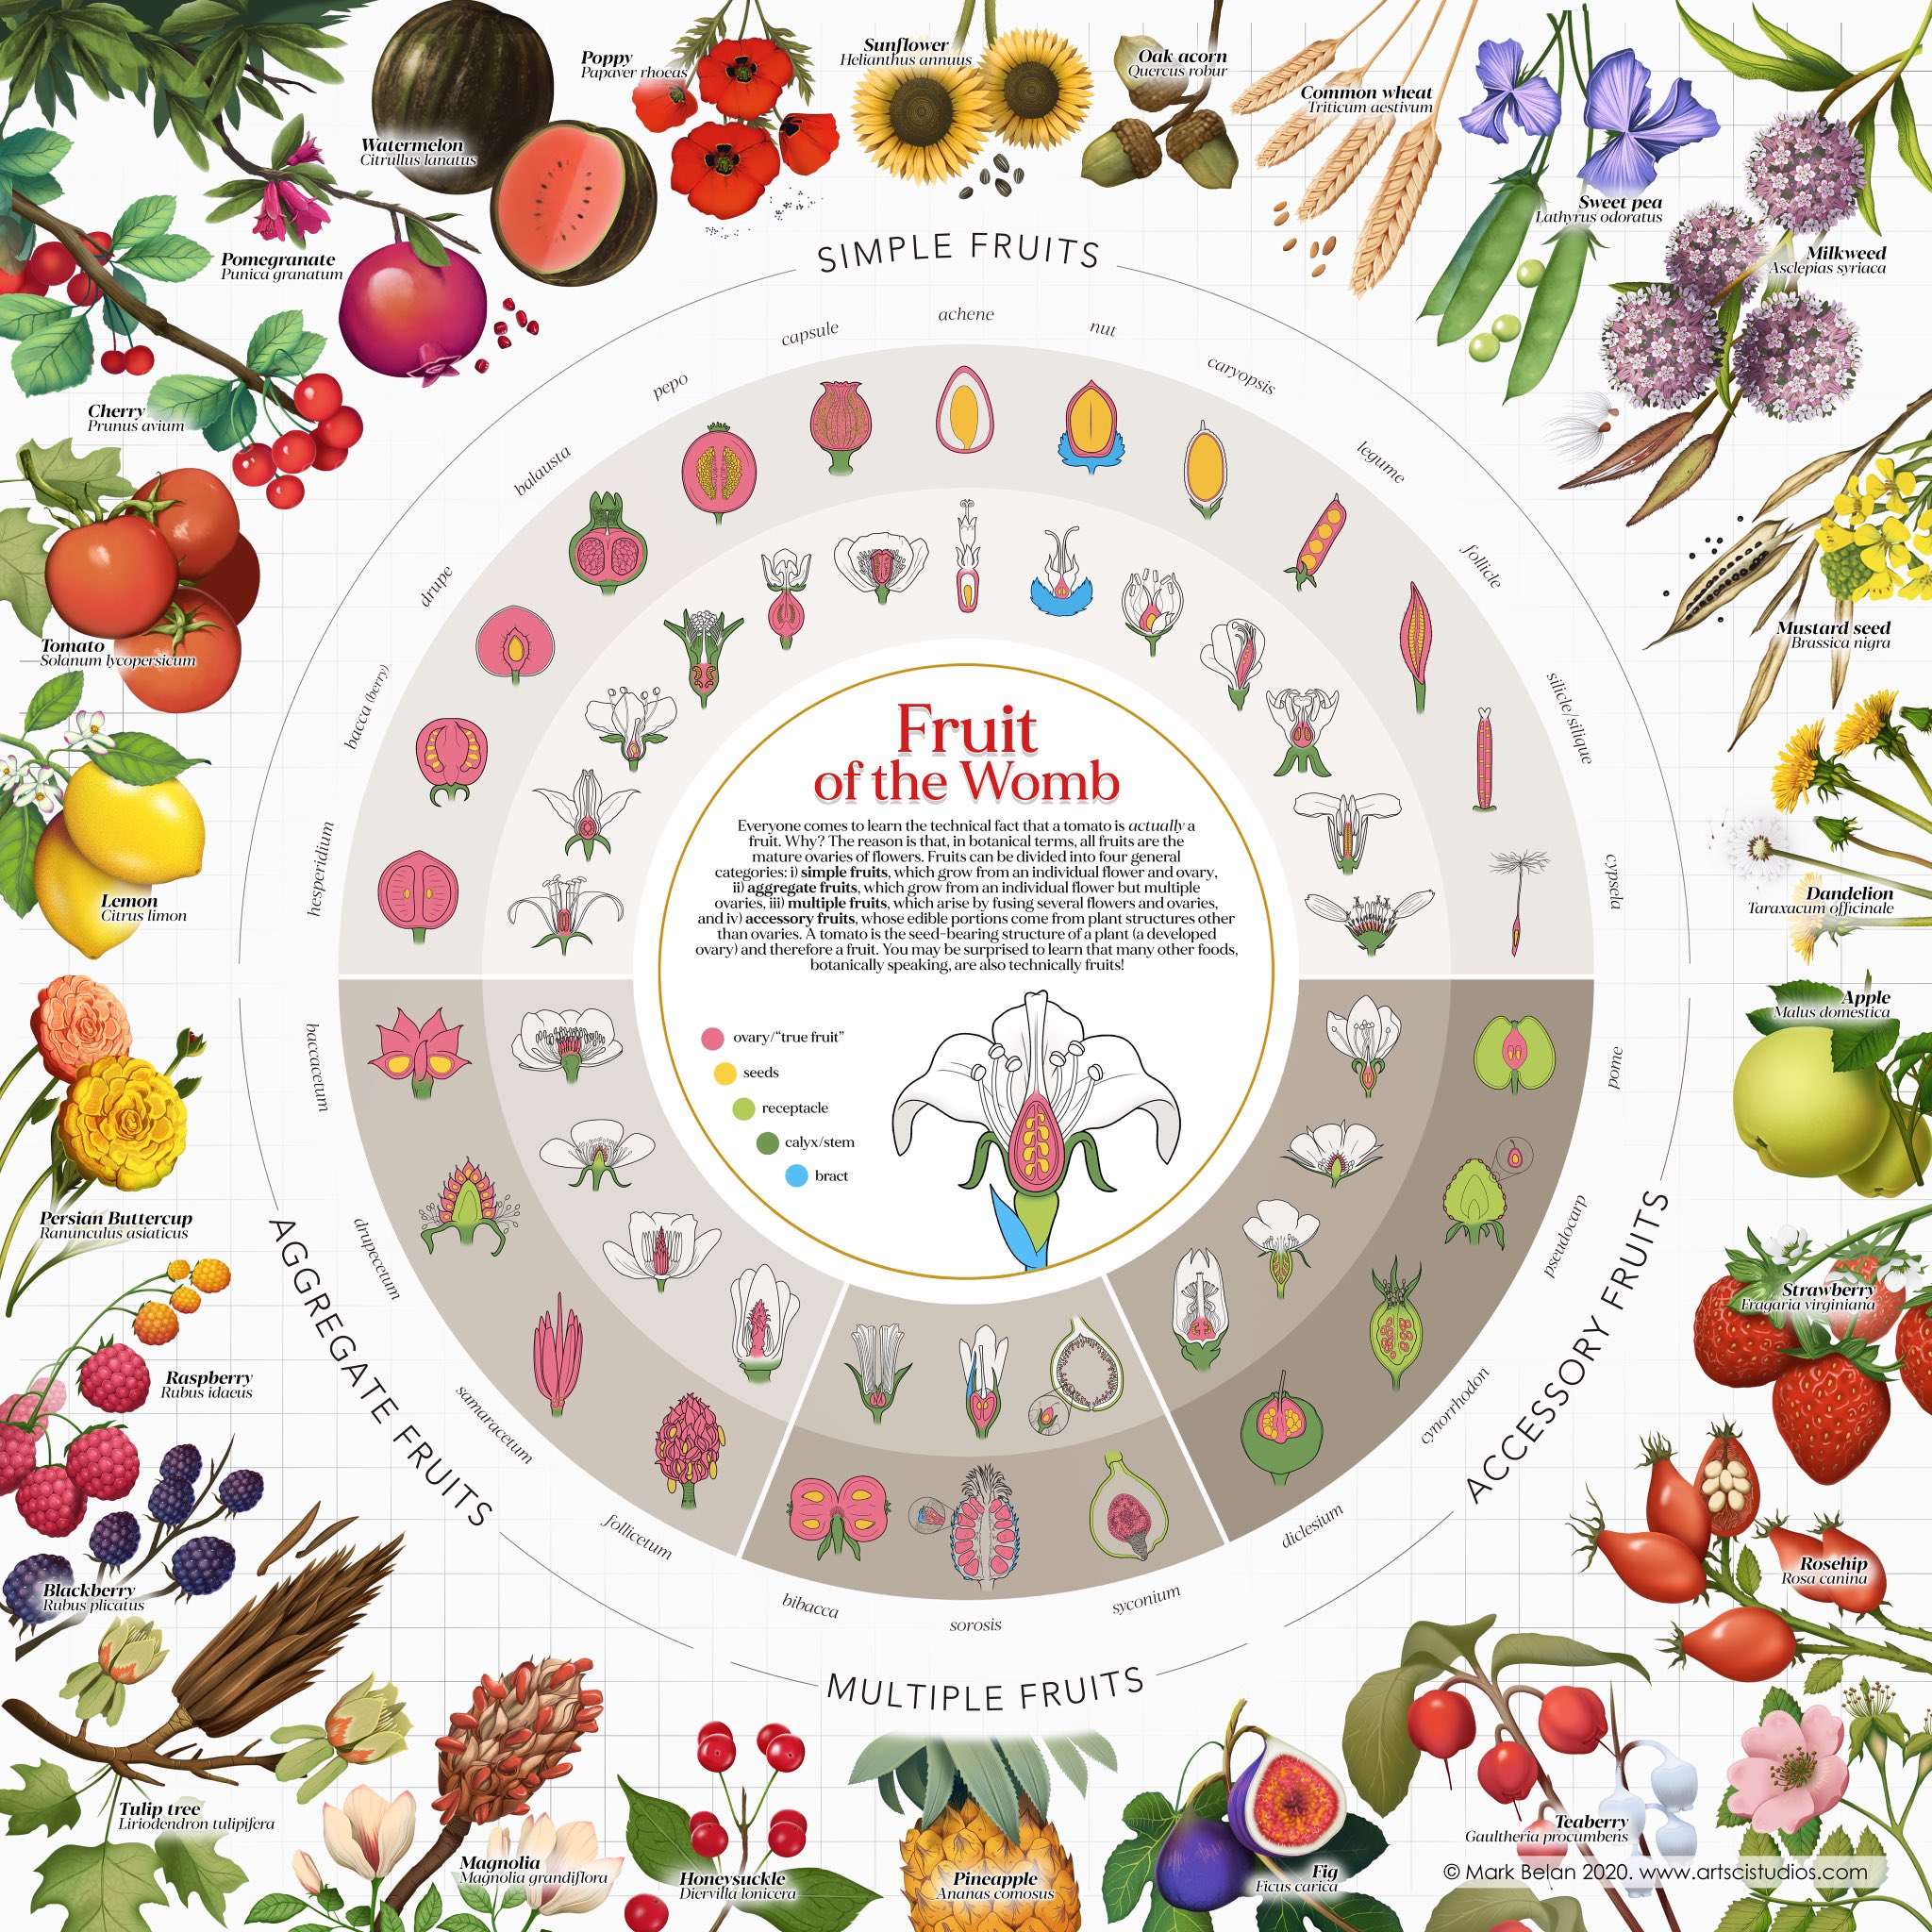 Poppy
Papaver rhoeas
Sunflower
Helianthus annuus
Oak acorn
Quercus robur
Common wheat
Triticum aestivum
Watermelon
Citrullus lanatus
Sweet pea
Lathyrus odoratus
Milkweed
Asclepias syriaca
Pomegranate
Punica granatum
Cherry
Prunus avium
Tomato
Solanum lycopersicum
Mustard seed
Brassica nigra
Lemon
Citrus limon
Dandelion
Taraxacum officinale
SIMPLE FRUITS
hesperidium
bacca (berry)
drupe
balausta
pepo
capsule
achene
nut
caryopsis
legume
follicle
silicle/silique
cypsela
Fruit
of the Womb
Everyone comes to learn the technical fact that a tomato is actually a
fruit. Why? The reason is that, in botanical terms, all fruits are the
mature ovaries of flowers. Fruits can be divided into four general
categories: i) simple fruits, which grow from an individual flower and ovary,
ii) aggregate fruits, which grow from an individual flower but multiple
ovaries, iii) multiple fruits, which arise by fusing several flowers and ovaries,
and iv) accessory fruits, whose edible portions come from plant structures other
than ovaries. A tomato is the seed-bearing structure of a plant (a developed
ovary) and therefore a fruit. You may be surprised to learn that many other foods,
botanically speaking, are also technically fruits!
ovary/"true fruit"
seeds
receptacle
calyx/stem
bract
Apple
Malus domestica
Persian Buttercup
Ranunculus asiaticus
Strawberry
Fragaria virginiana
Raspberry
Rubus idaeus
Blackberry
Rubus plicatus
Rosehip
Rosa canina
AGGREGATE FRUITS
baccacetum
drupecetum
samaracetum
follicetum
MULTIPLE FRUITS
bibacca
sorosis
syconium
ACCESSORY FRUITS
pome
pseudocarp
cynorrhodon
diclesium
Tulip tree
Liriodendron tulipifera
Magnolia
Magnolia grandiflora
Honeysuckle
Diervilla lonicera
Pineapple
Ananas comosus
Fig
Ficus carica
Teaberry
Gaultheria procumbens
© Mark Belan 2020. www.artscistudios.com